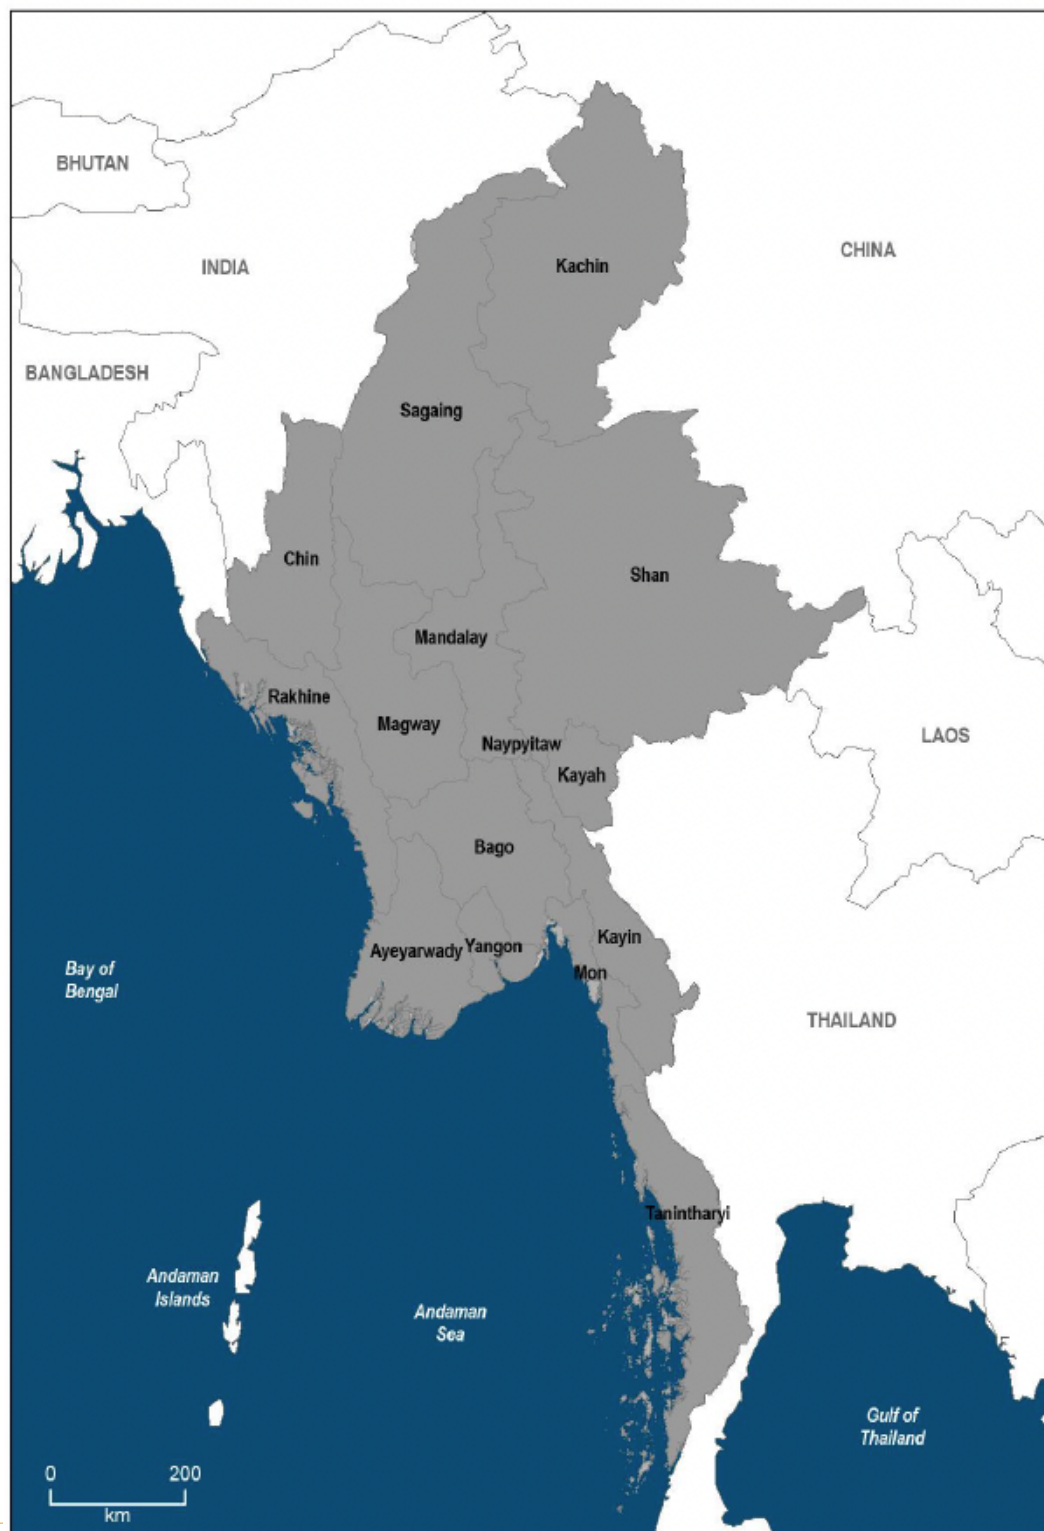 BHUTAN
CHINA
INDIA
Kachin
BANGLADESH
Sagaing
Chin
Shan
Mandalay
Rakhine
Magway
Naypyitaw
LAOS
Kayah
Bago
Kayin
Ayeyarwady
Yangon
Mon
Bay of
Bengal
THAILAND
Tanintharyi
Andaman
Islands
Andaman
Sea
Gulf of
Thailand
0 200
km